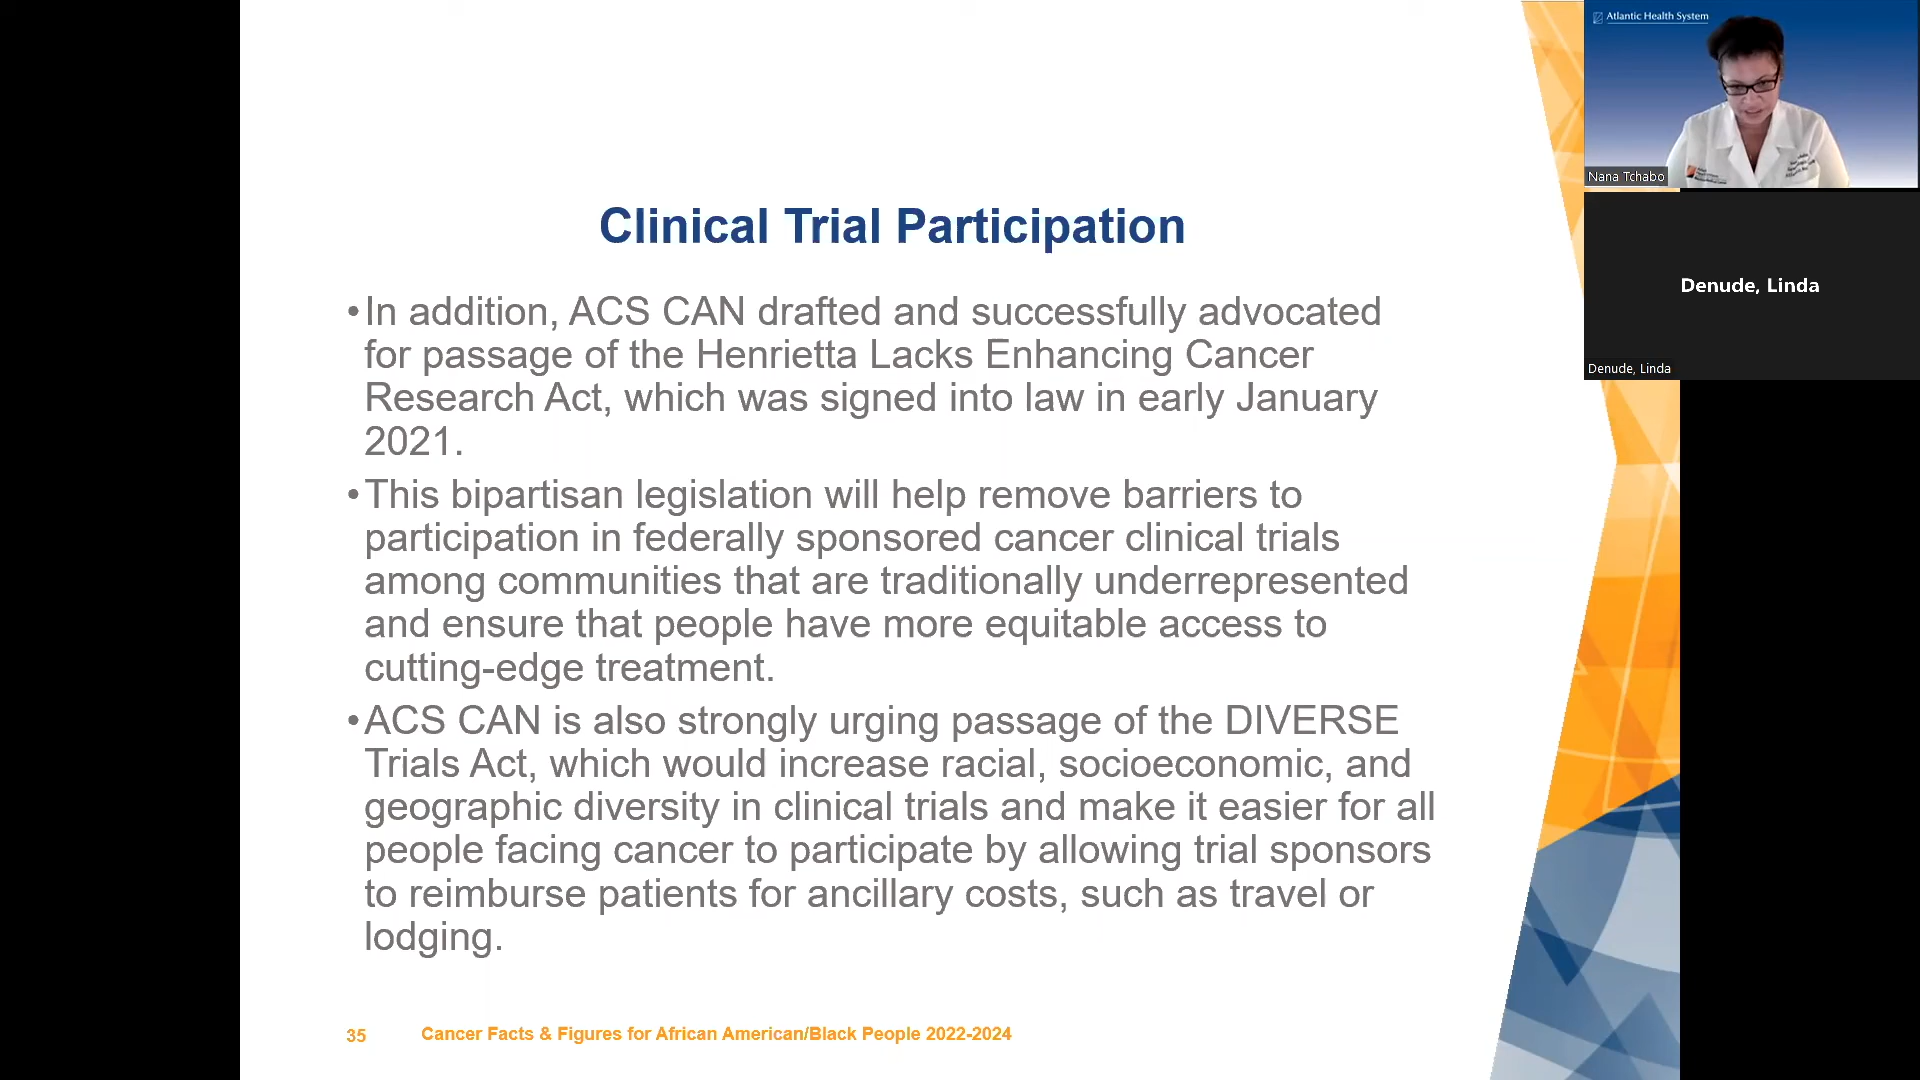 Clinical Trial Participation
•In addition, ACS CAN drafted and successfully advocated
for passage of the Henrietta Lacks Enhancing Cancer
Research Act, which was signed into law in early January
2021.
•This bipartisan legislation will help remove barriers to
participation in federally sponsored cancer clinical trials
among communities that are traditionally underrepresented
and ensure that people have more equitable access to
cutting-edge treatment.
•ACS CAN is also strongly urging passage of the DIVERSE
Trials Act, which would increase racial, socioeconomic, and
geographic diversity in clinical trials and make it easier for all
people facing cancer to participate by allowing trial sponsors
to reimburse patients for ancillary costs, such as travel or
lodging.
35 Cancer Facts & Figures for African American/Black People 2022-2024
Atlantic Health System
Nana Tchabo
Denude, Linda
Denude, Linda